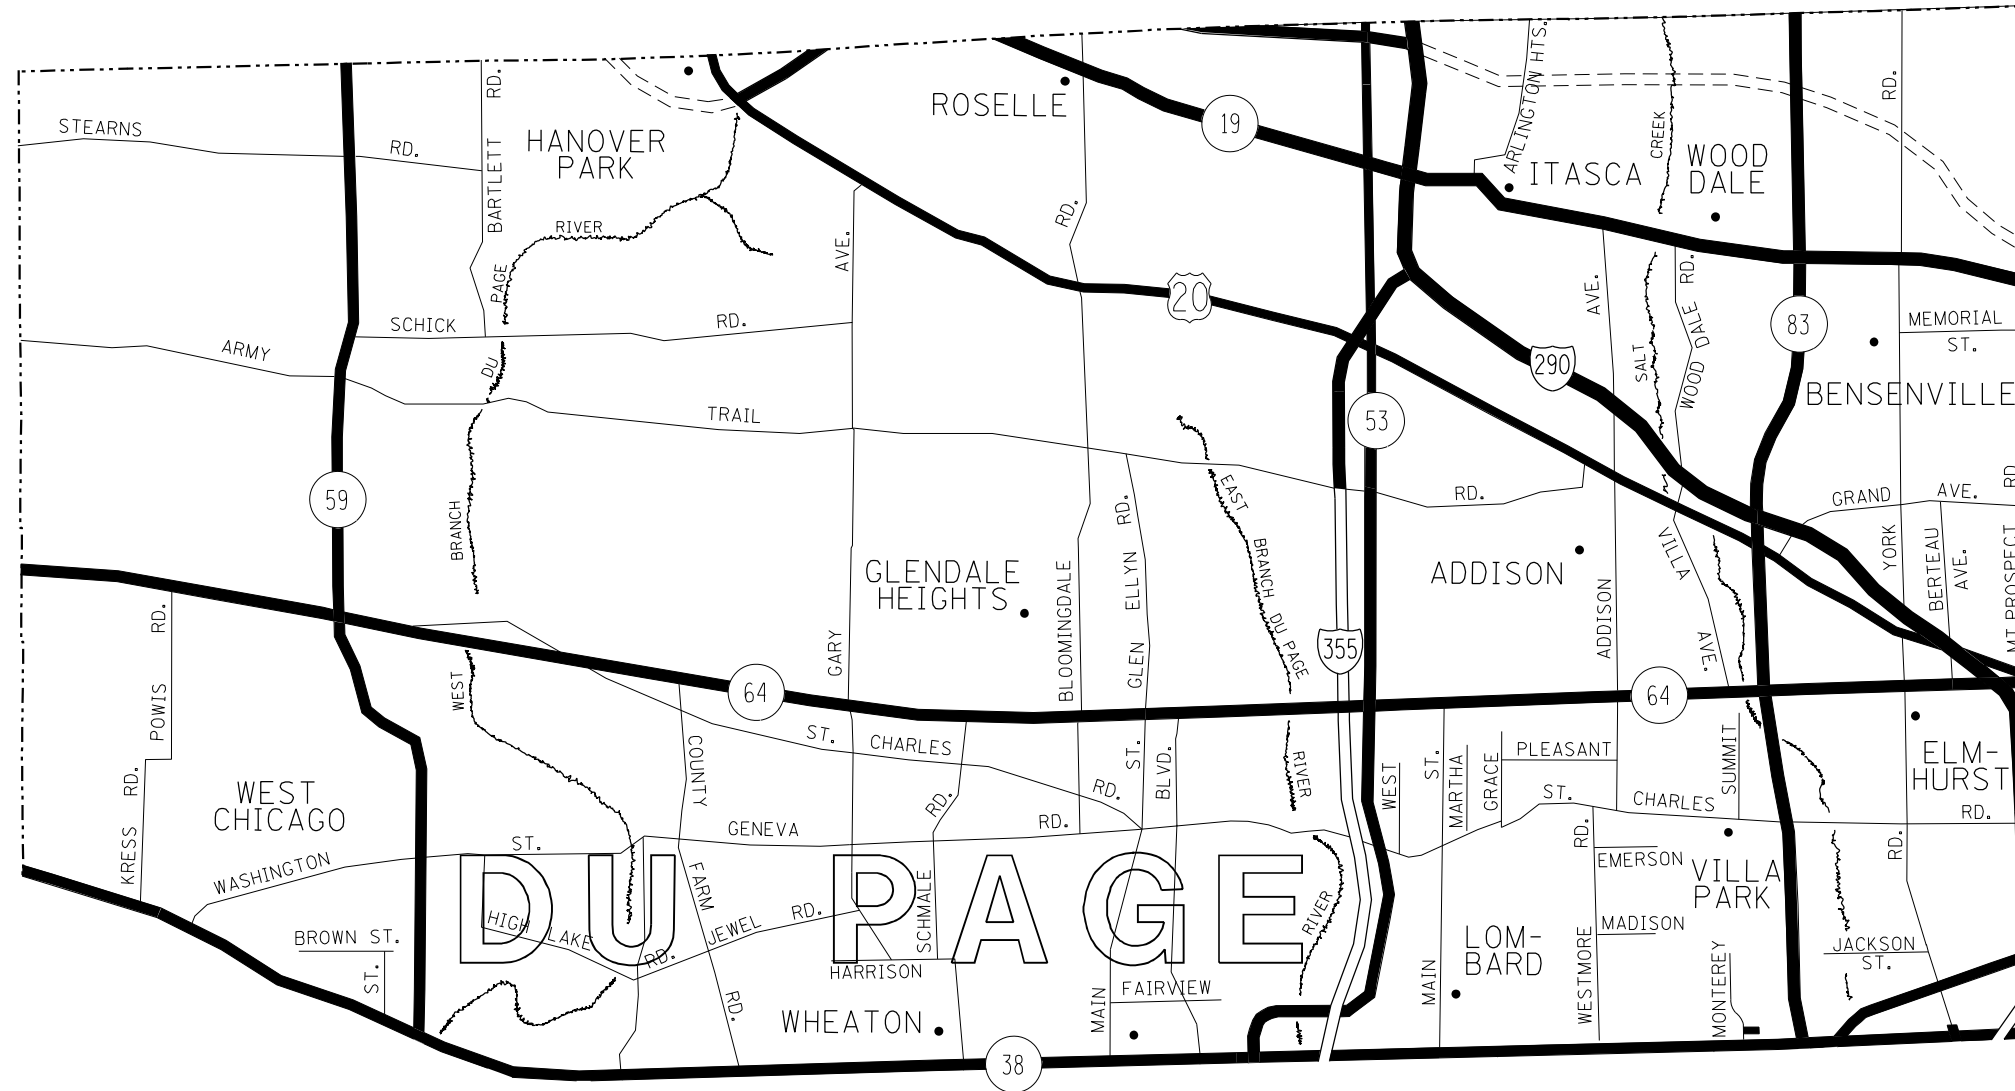 STEARNS
RD.
BARTLETT
RD.
HANOVER
PARK
ROSELLE
19
ARLINGTON HTS.
CREEK
RD.
ITASCA
WOOD
DALE
RIVER
PAGE
AVE.
RD.
20
AVE.
RD.
WOOD DALE
83
MEMORIAL
ST.
SCHICK
RD.
ARMY
DU
TRAIL
290
SALT
BENSENVILLE
53
59
BRANCH
EAST
RD.
RD.
GRAND
AVE.
RD.
GLENDALE
HEIGHTS
BLOOMINGDALE
GLEN
ELLYN
BRANCH
DU PAGE
ADDISON
ADDISON
VILLA
AVE.
YORK
BERTEAU
AVE.
MT PROSPECT
RD.
POWIS
WEST
GARY
355
64
64
ST.
CHARLES
RD.
COUNTY
ST.
BLVD.
RIVER
WEST
ST.
MARTHA
GRACE
PLEASANT
SUMMIT
ELM-
HURST
KRESS
RD.
WEST
CHICAGO
WASHINGTON
ST.
GENEVA
RD.
RD.
ST.
CHARLES
RD.
RD.
EMERSON
VILLA
PARK
RD.
DU PAGE
FARM
RD.
HIGH LAKE
RD.
JEWEL
RD.
SCHMALE
HARRISON
RIVER
BROWN ST.
ST.
WHEATON
MAIN
FAIRVIEW
MAIN
LOM-
BARD
WESTMORE
MADISON
MONTEREY
JACKSON
ST.
38